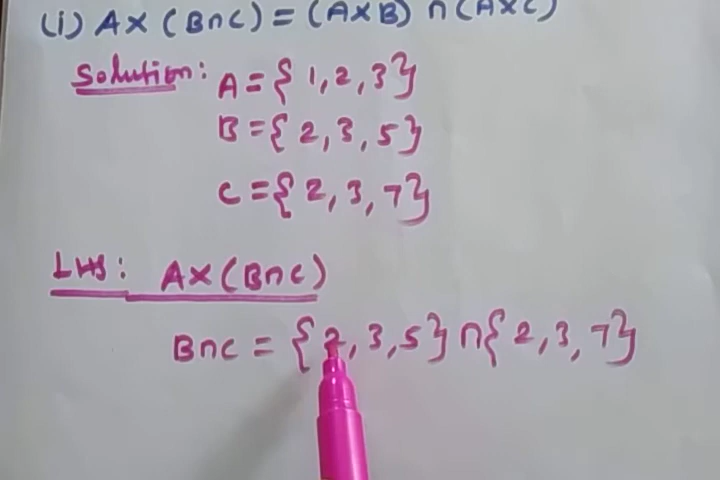 (i) A×(B∩C)=(A×B)∩(A×C)
Solution: A={1,2,3}
B={2,3,5}
C={2,3,7}
LHS: A×(B∩C)
B∩C={2,3,5}∩{2,3,7}